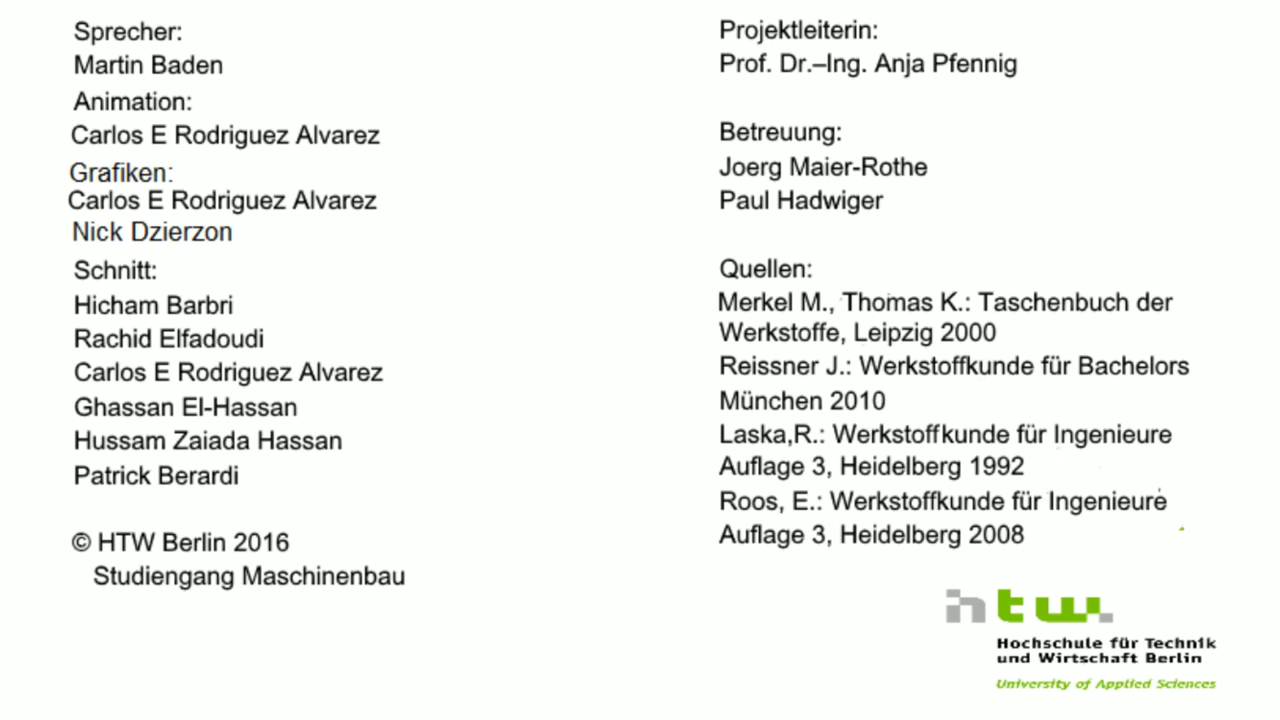 Sprecher:
Martin Baden
Animation:
Carlos E Rodriguez Alvarez
Grafiken:
Carlos E Rodriguez Alvarez
Nick Dzierzon
Schnitt:
Hicham Barbri
Rachid Elfadoudi
Carlos E Rodriguez Alvarez
Ghassan El-Hassan
Hussam Zaiada Hassan
Patrick Berardi
© HTW Berlin 2016
Studiengang Maschinenbau
Projektleiterin:
Prof. Dr.–Ing. Anja Pfennig
Betreuung:
Joerg Maier-Rothe
Paul Hadwiger
Quellen:
Merkel M., Thomas K.: Taschenbuch der
Werkstoffe, Leipzig 2000
Reissner J.: Werkstoffkunde für Bachelors
München 2010
Laska,R.: Werkstoffkunde für Ingenieure
Auflage 3, Heidelberg 1992
Roos, E.: Werkstoffkunde für Ingenieure
Auflage 3, Heidelberg 2008
htw.
Hochschule für Technik
und Wirtschaft Berlin
University of Applied Sciences